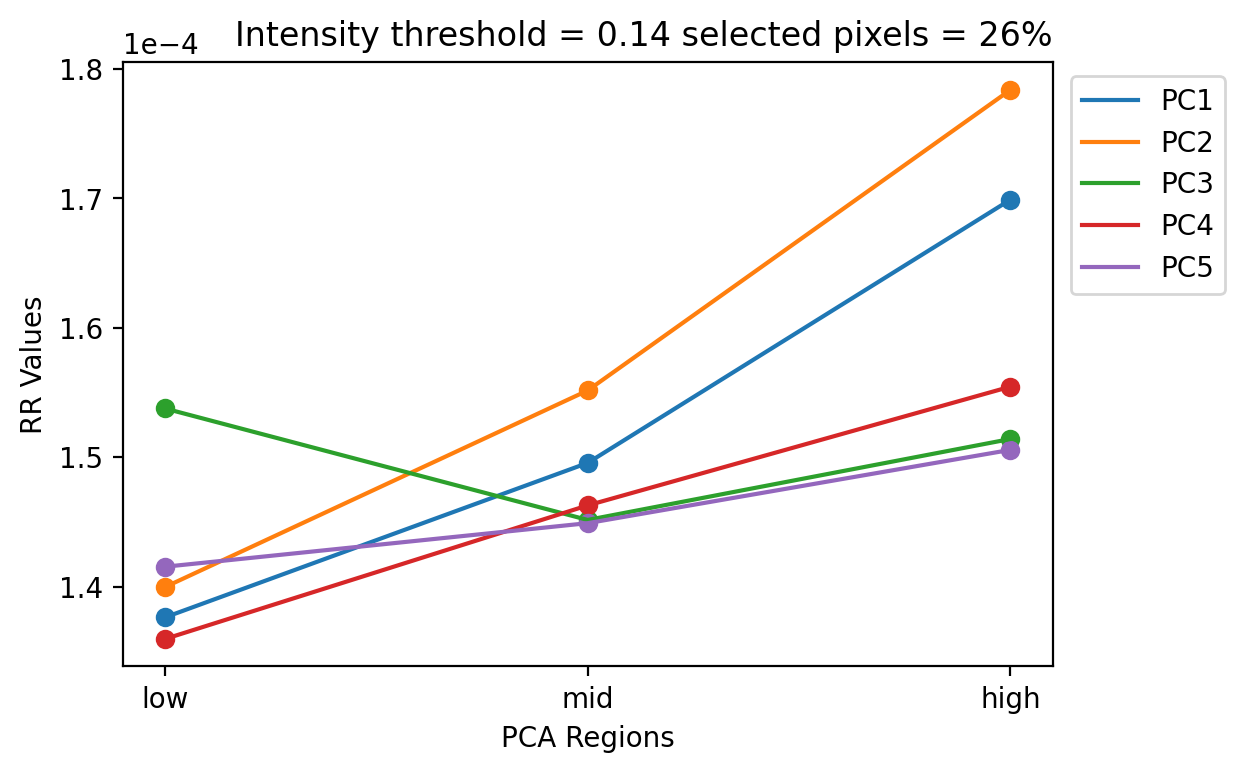 Intensity threshold = 0.14 selected pixels = 26%
1e−4
1.8
1.7
1.6
1.5
1.4
RR Values
low mid high
PCA Regions
PC1
PC2
PC3
PC4
PC5